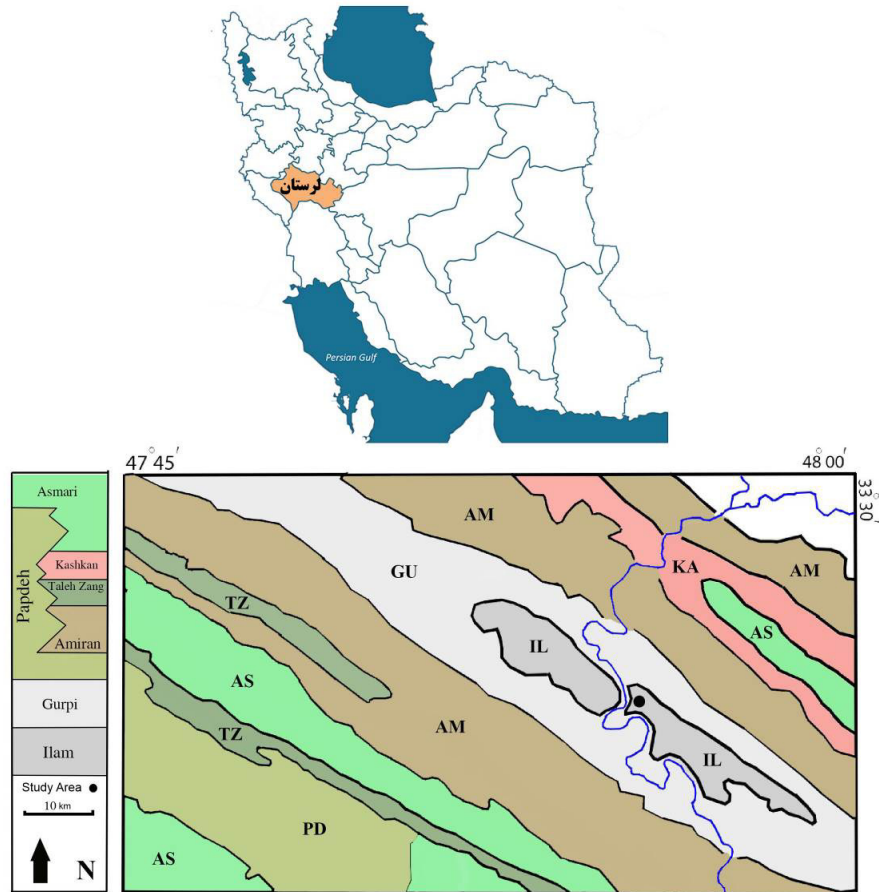 لرستان
Persian Gulf
47° 45′
48° 00′
33° 30′
Asmari
Papdeh
Kashkan
Taleh Zang
Amiran
Gurpi
Ilam
Study Area
10 km
N
AM
GU
KA
AM
TZ
AS
IL
AS
TZ
AM
IL
PD
AS